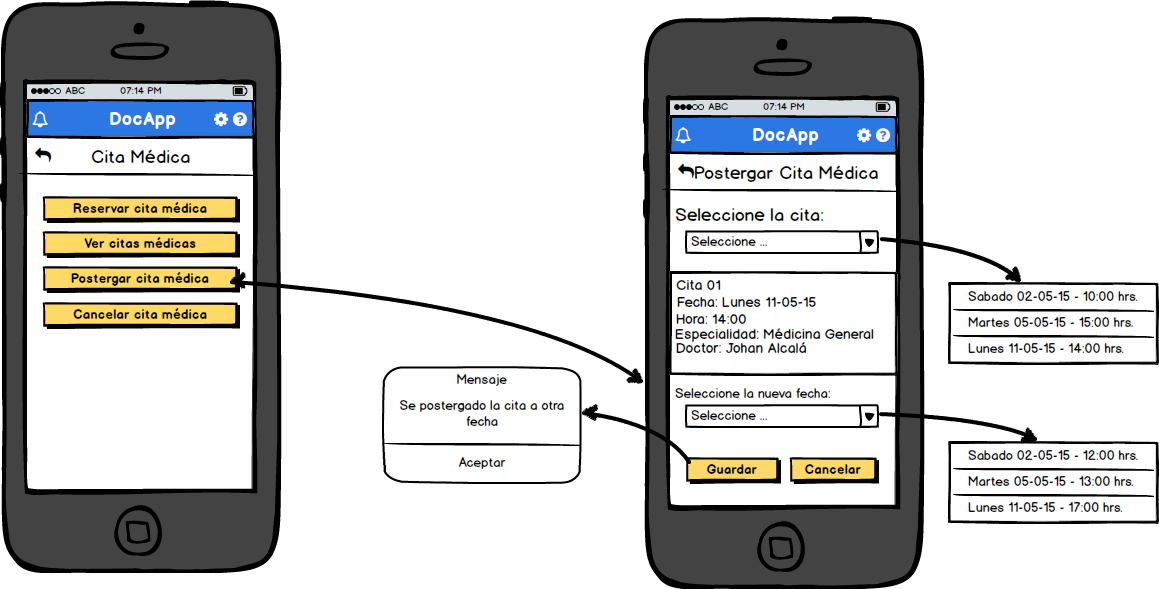 ABC 07:14 PM
DocApp
?
Cita Médica
Reservar cita médica
Ver citas médicas
Postergar cita médica
Cancelar cita médica
Mensaje
Se postergado la cita a otra
fecha
Aceptar
ABC 07:14 PM
DocApp
?
Postergar Cita Médica
Seleccione la cita:
Seleccione ...
Cita 01
Fecha: Lunes 11-05-15
Hora: 14:00
Especialidad: Médicina General
Doctor: Johan Alcalá
Seleccione la nueva fecha:
Seleccione ...
Guardar Cancelar
Sabado 02-05-15 - 10:00 hrs.
Martes 05-05-15 - 15:00 hrs.
Lunes 11-05-15 - 14:00 hrs.
Sabado 02-05-15 - 12:00 hrs.
Martes 05-05-15 - 13:00 hrs.
Lunes 11-05-15 - 17:00 hrs.